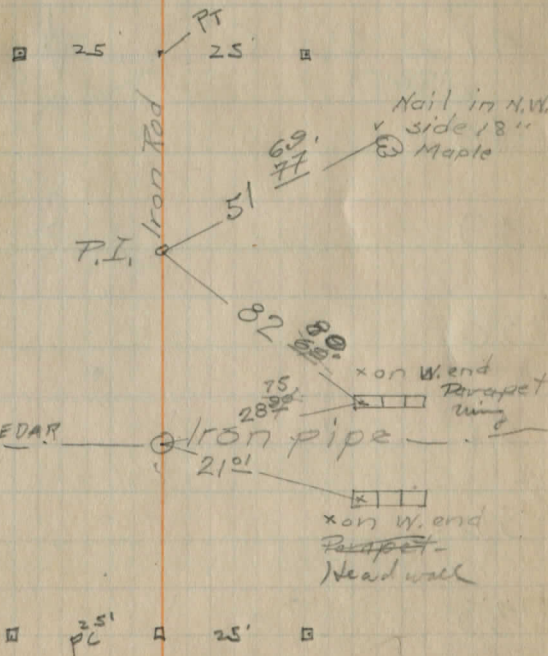 PT
25 25'
Iron Rod
Nail in N.W.
side 18"
Maple
69.
77
51
P.I.
82 80
x on W. end
Parapet
wing
75
28
EDAR Iron pipe
21 01
x on W. end
Parapet
Head wall
25' 25'
PC